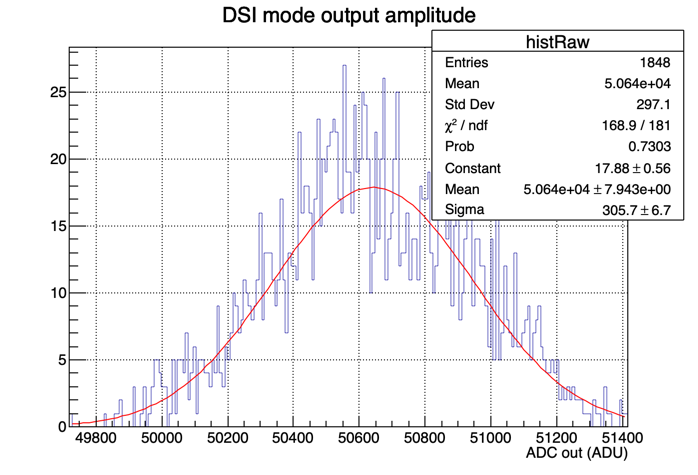 DSI mode output amplitude
histRaw
Entries 1848
Mean 5.064e+04
Std Dev 297.1
χ² / ndf 168.9 / 181
Prob 0.7303
Constant 17.88 ± 0.56
Mean 5.064e+04 ± 7.943e+00
Sigma 305.7 ± 6.7
25
20
15
10
5
0
49800 50000 50200 50400 50600 50800 51000 51200 51400
ADC out (ADU)